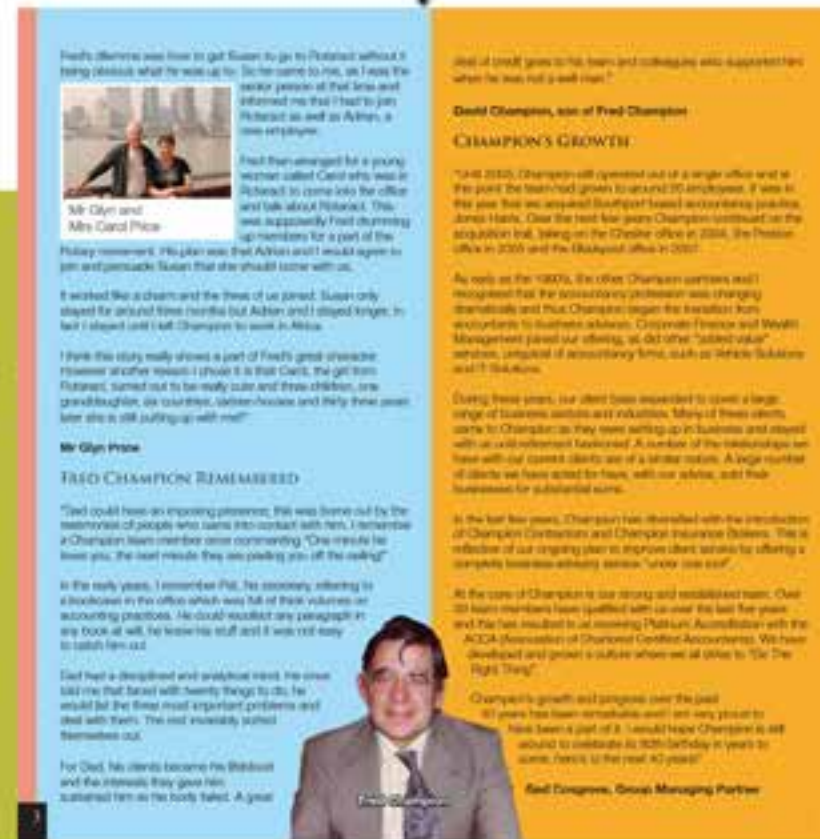 Fred's dilemma was how to get Susan to go to Rotaract without it
being obvious what he was up to. So he came to me, as I was the
senior person at that time and
informed me that I had to join
Rotaract as well as Adrian, a
new employee.
Fred then arranged for a young
woman called Carol who was in
Rotaract to come into the office
and talk about Rotaract. This
was supposedly Fred drumming
up members for a part of the
Rotary movement. His plan was that Adrian and I would agree to
join and persuade Susan that she should come with us.
Mr Glyn and
Mrs Carol Price
It worked like a charm and the three of us joined. Susan only
stayed for around three months but Adrian and I stayed longer, in
fact I stayed until I left Champion to work in Africa.
I think this story really shows a part of Fred's great character.
However another reason I chose it is that Carol, the girl from
Rotaract, turned out to be really cute and three children, one
granddaughter, six countries, sixteen houses and thirty three years
later she is still putting up with me!!"
Mr Glyn Price
FRED CHAMPION REMEMBERED
"Dad could have an imposing presence, this was borne out by the
testimonies of people who came into contact with him. I remember
a Champion team member once commenting "One minute he
loves you, the next minute they are peeling you off the ceiling!"
In the early years, I remember Pat, his secretary, referring to
a bookcase in the office which was full of thick volumes on
accounting practices. He could recollect any paragraph in
any book at will, he knew his stuff and it was not easy
to catch him out.
Dad had a disciplined and analytical mind. He once
told me that faced with twenty things to do, he
would list the three most important problems and
deal with them. The rest invariably sorted
themselves out.
For Dad, his clients became his lifeblood
and the interests they gave him
sustained him as his body failed. A great
3
Fred Champion
deal of credit goes to his team and colleagues who supported him
when he was not a well man."
David Champion, son of Fred Champion
CHAMPION'S GROWTH
"Until 2003, Champion still operated out of a single office and at
this point the team had grown to around employees. It was in
this year that we acquired Southport based accountancy practice,
Jones Harris. Over the next few years Champion continued on the
acquisition trail, taking on the Chester office in 2004, the Preston
office in 2005 and the Blackpool office in 2007.
As early as the 1990's, the other Champion partners and I
recognised that the accountancy profession was changing
dramatically and thus Champion began the transition from
accountants to business advisors. Corporate Finance and Wealth
Management joined our offering, as did other "added value"
services, untypical of accountancy firms, such as Vehicle Solutions
and IT Solutions.
During these years, our client base expanded to cover a large
range of business sectors and industries. Many of these clients
came to Champion as they were setting up in business and stayed
with us until retirement beckoned! A number of the relationships we
have with our current clients are of a similar nature. A large number
of clients we have acted for have, with our advice, sold their
businesses for substantial sums.
In the last few years, Champion has diversified with the introduction
of Champion Contractors and Champion Insurance Brokers. This is
reflective of our ongoing plan to improve client service by offering a
complete business advisory service "under one roof".
At the core of Champion is our strong and established team. Over
team members have qualified with us over the last five years
and this has resulted in us receiving Platinum Accreditation with the
ACCA (Association of Chartered Certified Accountants). We have
developed and grown a culture where we all strive to "Do The
Right Thing".
Champion's growth and progress over the past
40 years has been remarkable and I am very proud to
have been a part of it. I would hope Champion is still
around to celebrate its 80th birthday in years to
come, here's to the next 40 years!"
Ged Cosgrove, Group Managing Partner